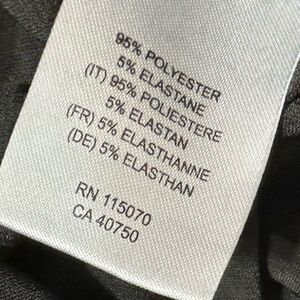 95% POLYESTER
5% ELASTANE
(IT) 95% POLIESTERE
5% ELASTAN
(FR) 5% ELASTHANNE
(DE) 5% ELASTHAN
RN 115070
CA 40750